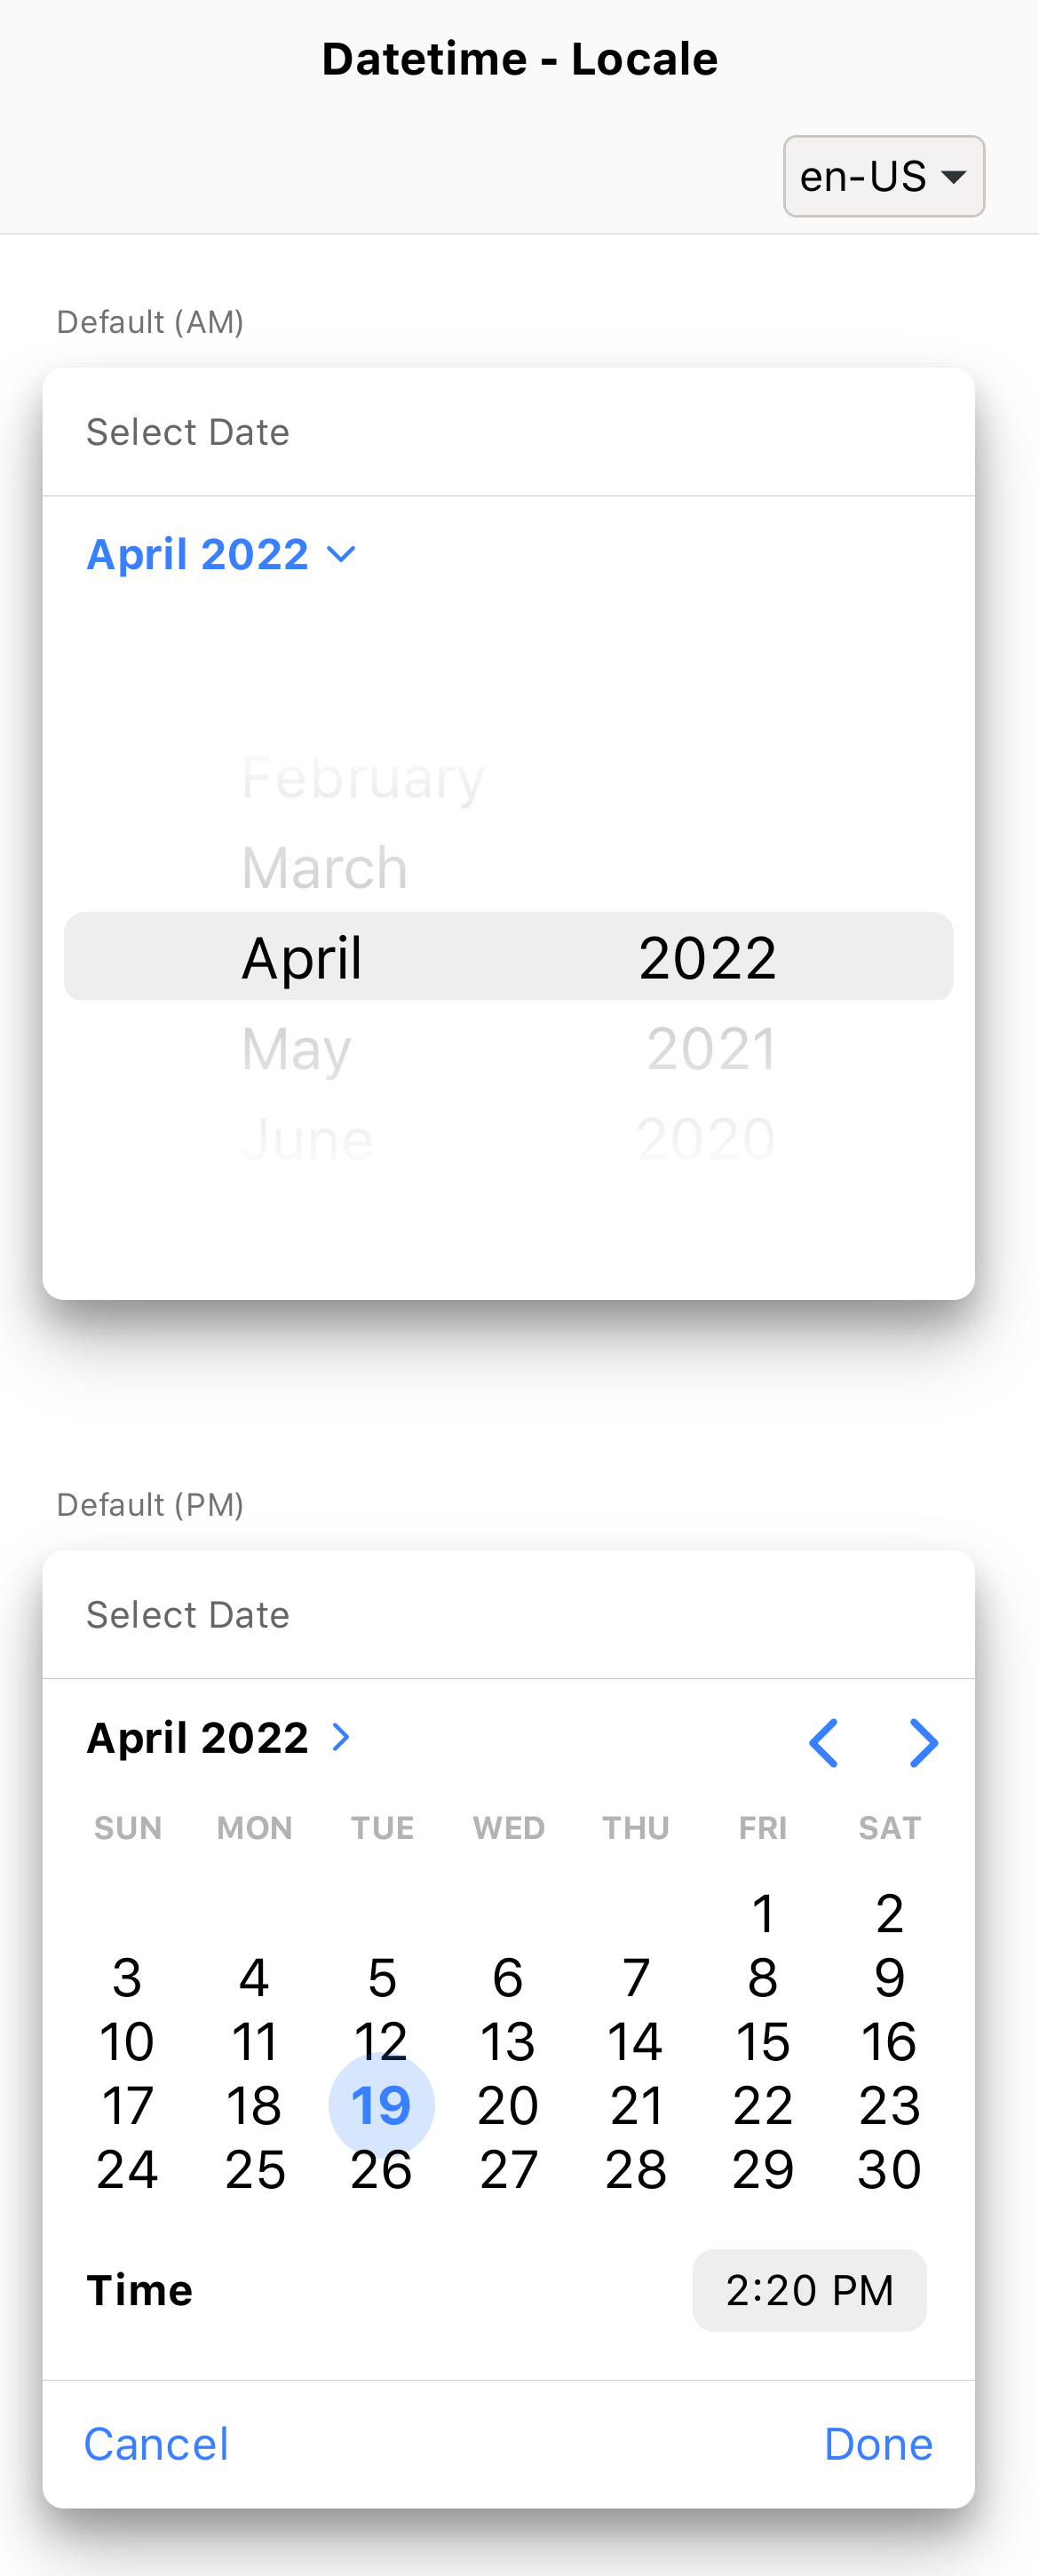 Datetime - Locale
en-US
Default (AM)
Select Date
April 2022
February
March
April 2022
May 2021
June 2020
Default (PM)
Select Date
April 2022
SUN MON TUE WED THU FRI SAT
1 2
3 4 5 6 7 8 9
10 11 12 13 14 15 16
17 18 19 20 21 22 23
24 25 26 27 28 29 30
Time 2:20 PM
Cancel Done